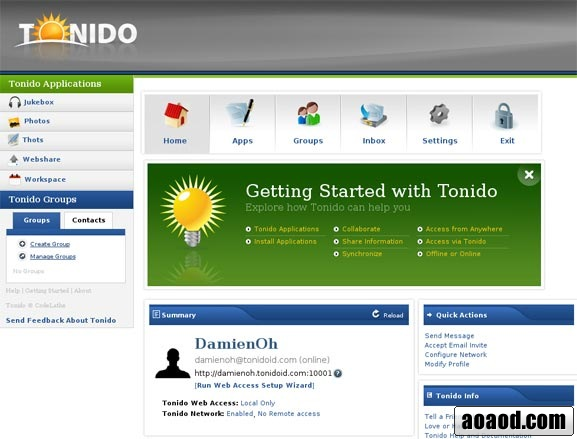 TONIDO
Tonido Applications
Jukebox
Photos
Thots
Webshare
Workspace
Tonido Groups
Groups
Contacts
Create Group
Manage Groups
No Groups
Help | Getting Started | About
Tonido © CodeLathe
Send Feedback About Tonido
Home
Apps
Groups
Inbox
Settings
Exit
Getting Started with Tonido
Explore how Tonido can help you
Tonido Applications
Install Applications
Collaborate
Share Information
Synchronize
Access from Anywhere
Access via Tonido
Offline or Online
Summary
Reload
DamienOh
damienoh@tonidoid.com (online)
http://damienoh.tonidoid.com:10001
[Run Web Access Setup Wizard]
Tonido Web Access: Local Only
Tonido Network: Enabled, No Remote access
Quick Actions
Send Message
Accept Email Invite
Configure Network
Modify Profile
Tonido Info
Tell a Fri
Love or Ha
Tonido Help and Documentation
aoaod.com